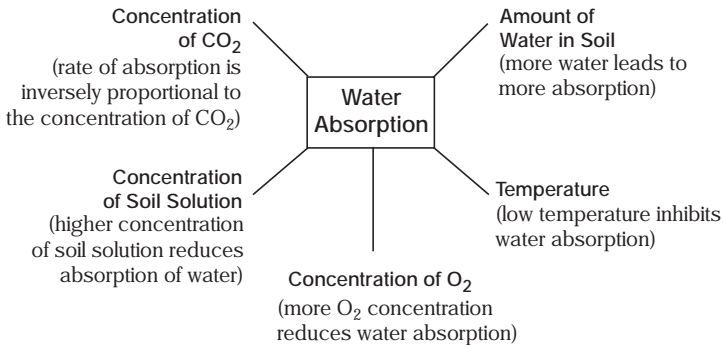 Concentration
of CO₂
(rate of absorption is
inversely proportional to
the concentration of CO₂)
Amount of
Water in Soil
(more water leads to
more absorption)
Water
Absorption
Concentration
of Soil Solution
(higher concentration
of soil solution reduces
absorption of water)
Temperature
(low temperature inhibits
water absorption)
Concentration of O₂
(more O₂ concentration
reduces water absorption)